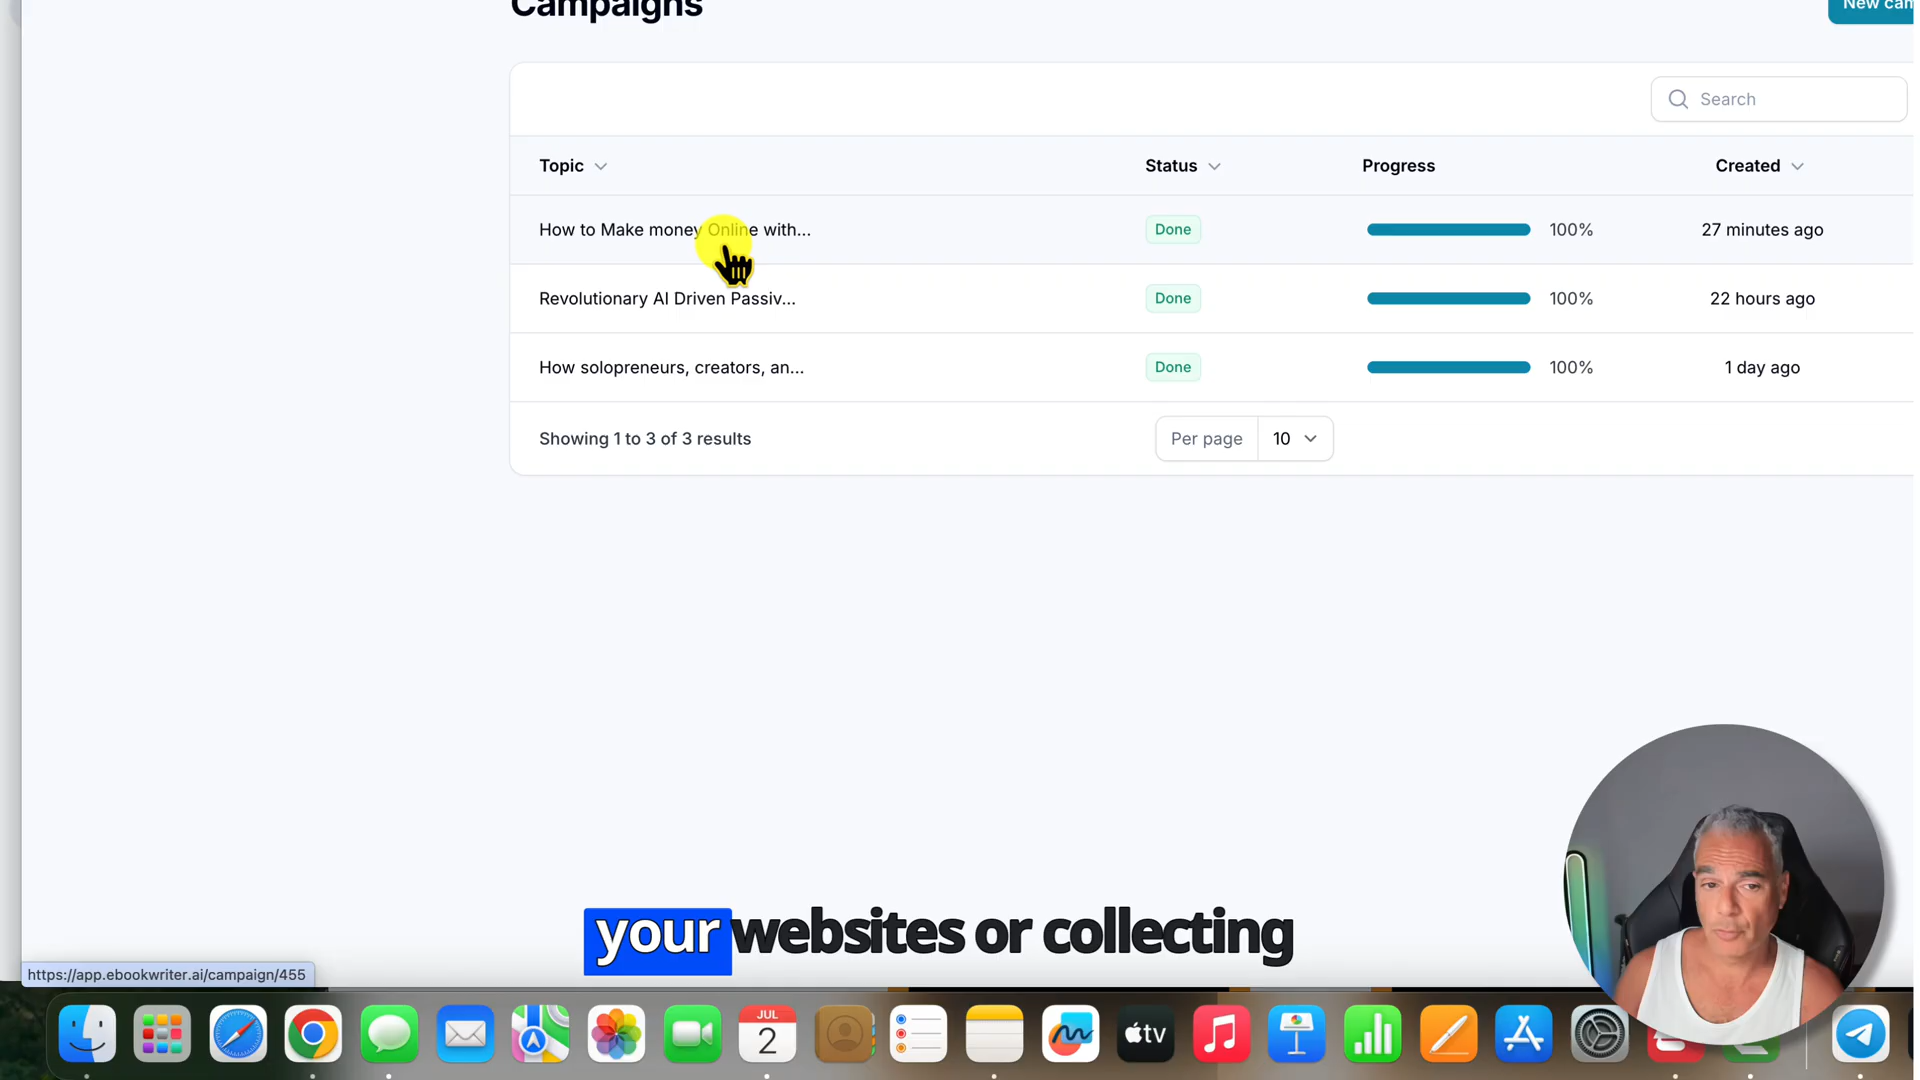 Campaigns
New cam
Search
Topic
Status
Progress
Created
How to Make money Online with...
Done
100%
27 minutes ago
Revolutionary AI Driven Passiv...
Done
100%
22 hours ago
How solopreneurs, creators, an...
Done
100%
1 day ago
Showing 1 to 3 of 3 results
Per page
10
your websites or collecting
https://app.ebookwriter.ai/campaign/455
JUL
2
tv